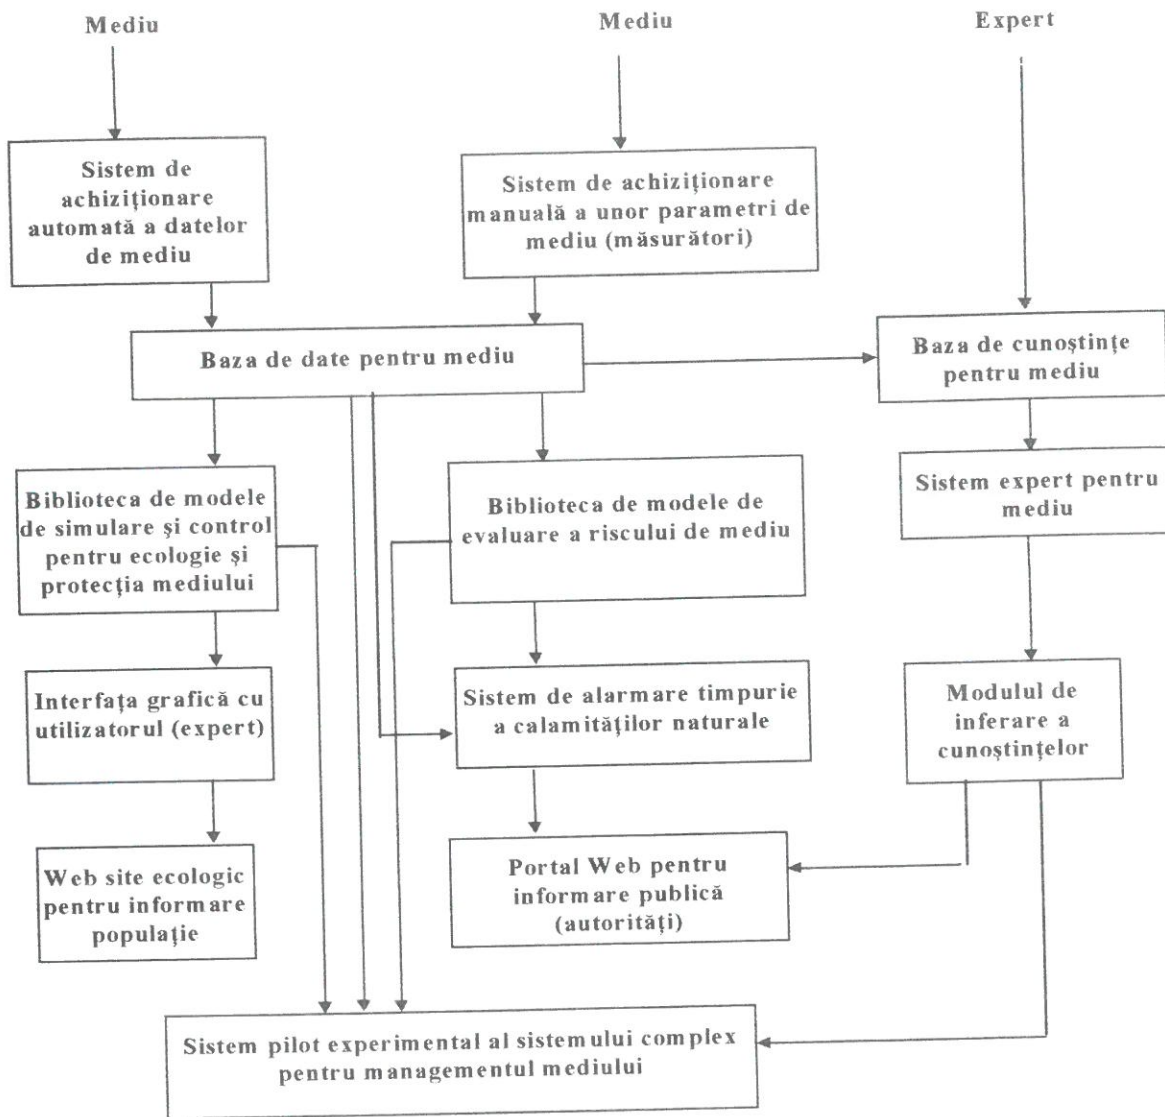 Mediu
Mediu
Expert
Sistem de
achiziționare
automată a datelor
de mediu
Sistem de achiziționare
manuală a unor parametri de
mediu (măsurători)
Baza de date pentru mediu
Baza de cunoștințe
pentru mediu
Biblioteca de modele
de simulare și control
pentru ecologie și
protecția mediului
Biblioteca de modele de
evaluare a riscului de mediu
Sistem expert pentru
mediu
Interfața grafică cu
utilizatorul (expert)
Sistem de alarmare timpurie
a calamităților naturale
Modulul de
inferare a
cunoștințelor
Web site ecologic
pentru informare
populație
Portal Web pentru
informare publică
(autorități)
Sistem pilot experimental al sistemului complex
pentru managementul mediului